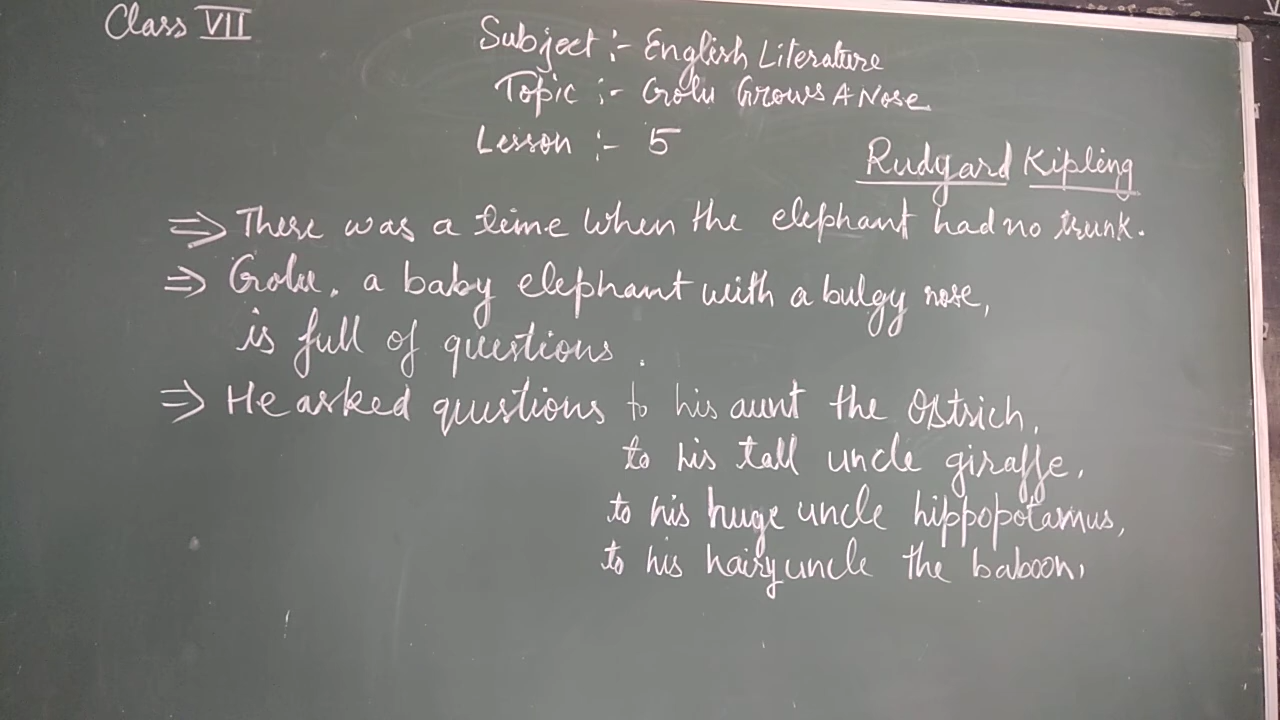 Class VII
Subject :- English Literature
Topic :- Golu Grows A Nose
Lesson :- 5
Rudyard Kipling
⇒ There was a time when the elephant had no trunk.
⇒ Golu, a baby elephant with a bulgy nose,
is full of questions.
⇒ He asked questions to his aunt the Ostrich,
to his tall uncle giraffe,
to his huge uncle hippopotamus,
to his hairy uncle the baboon,